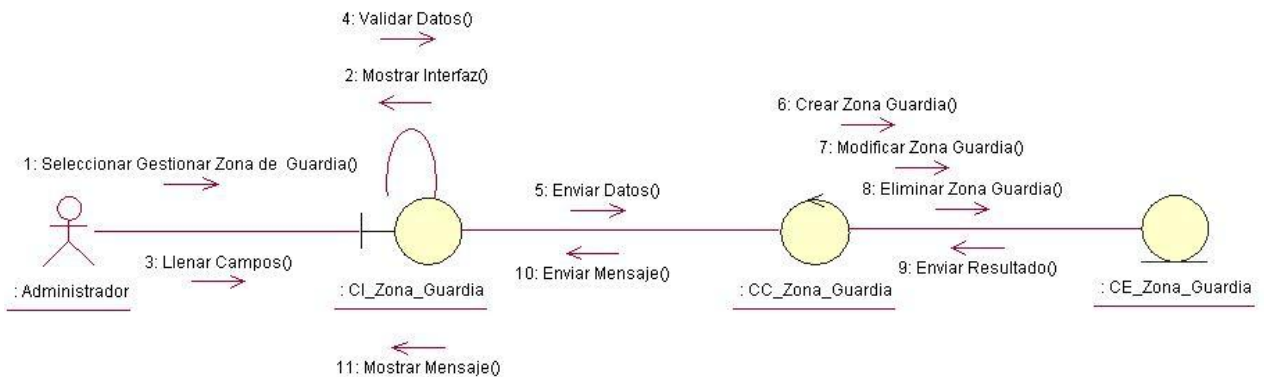 4: Validar Datos()
2: Mostrar Interfaz()
6: Crear Zona Guardia()
7: Modificar Zona Guardia()
1: Seleccionar Gestionar Zona de Guardia()
5: Enviar Datos()
8: Eliminar Zona Guardia()
3: Llenar Campos()
10: Enviar Mensaje()
9: Enviar Resultado()
: Administrador
: CI_Zona_Guardia
: CC_Zona_Guardia
: CE_Zona_Guardia
11: Mostrar Mensaje()